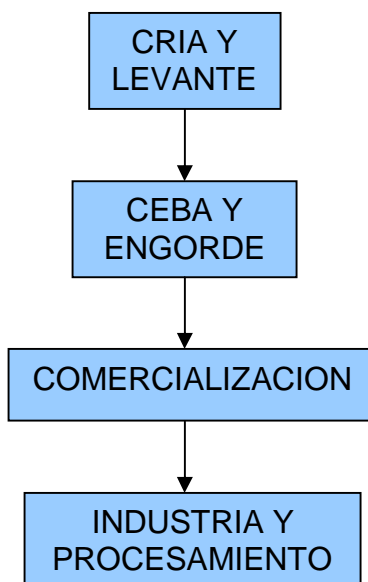 CRIA Y
LEVANTE
CEBA Y
ENGORDE
COMERCIALIZACION
INDUSTRIA Y
PROCESAMIENTO